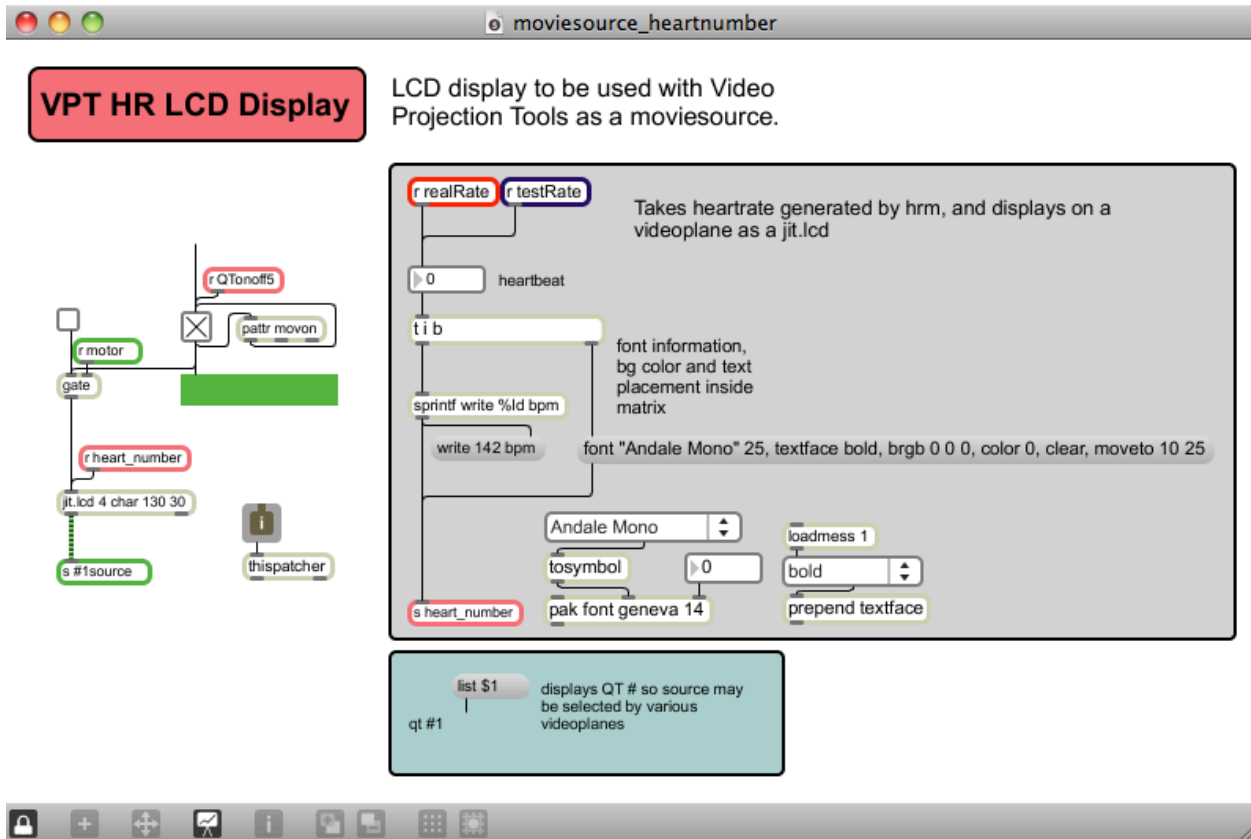 moviesource_heartnumber
VPT HR LCD Display
LCD display to be used with Video
Projection Tools as a moviesource.
r realRate
r testRate
Takes heartrate generated by hrm, and displays on a
videoplane as a jit.lcd
0
heartbeat
t i b
font information,
bg color and text
placement inside
matrix
sprintf write %ld bpm
write 142 bpm
font "Andale Mono" 25, textface bold, brgb 0 0 0, color 0, clear, moveto 10 25
Andale Mono
tosymbol
0
pak font geneva 14
loadmess 1
bold
prepend textface
s heart_number
r QTonoff5
pattr movon
r motor
gate
r heart_number
jit.lcd 4 char 130 30
s #1source
i
thispatcher
list $1
qt #1
displays QT # so source may
be selected by various
videoplanes
i